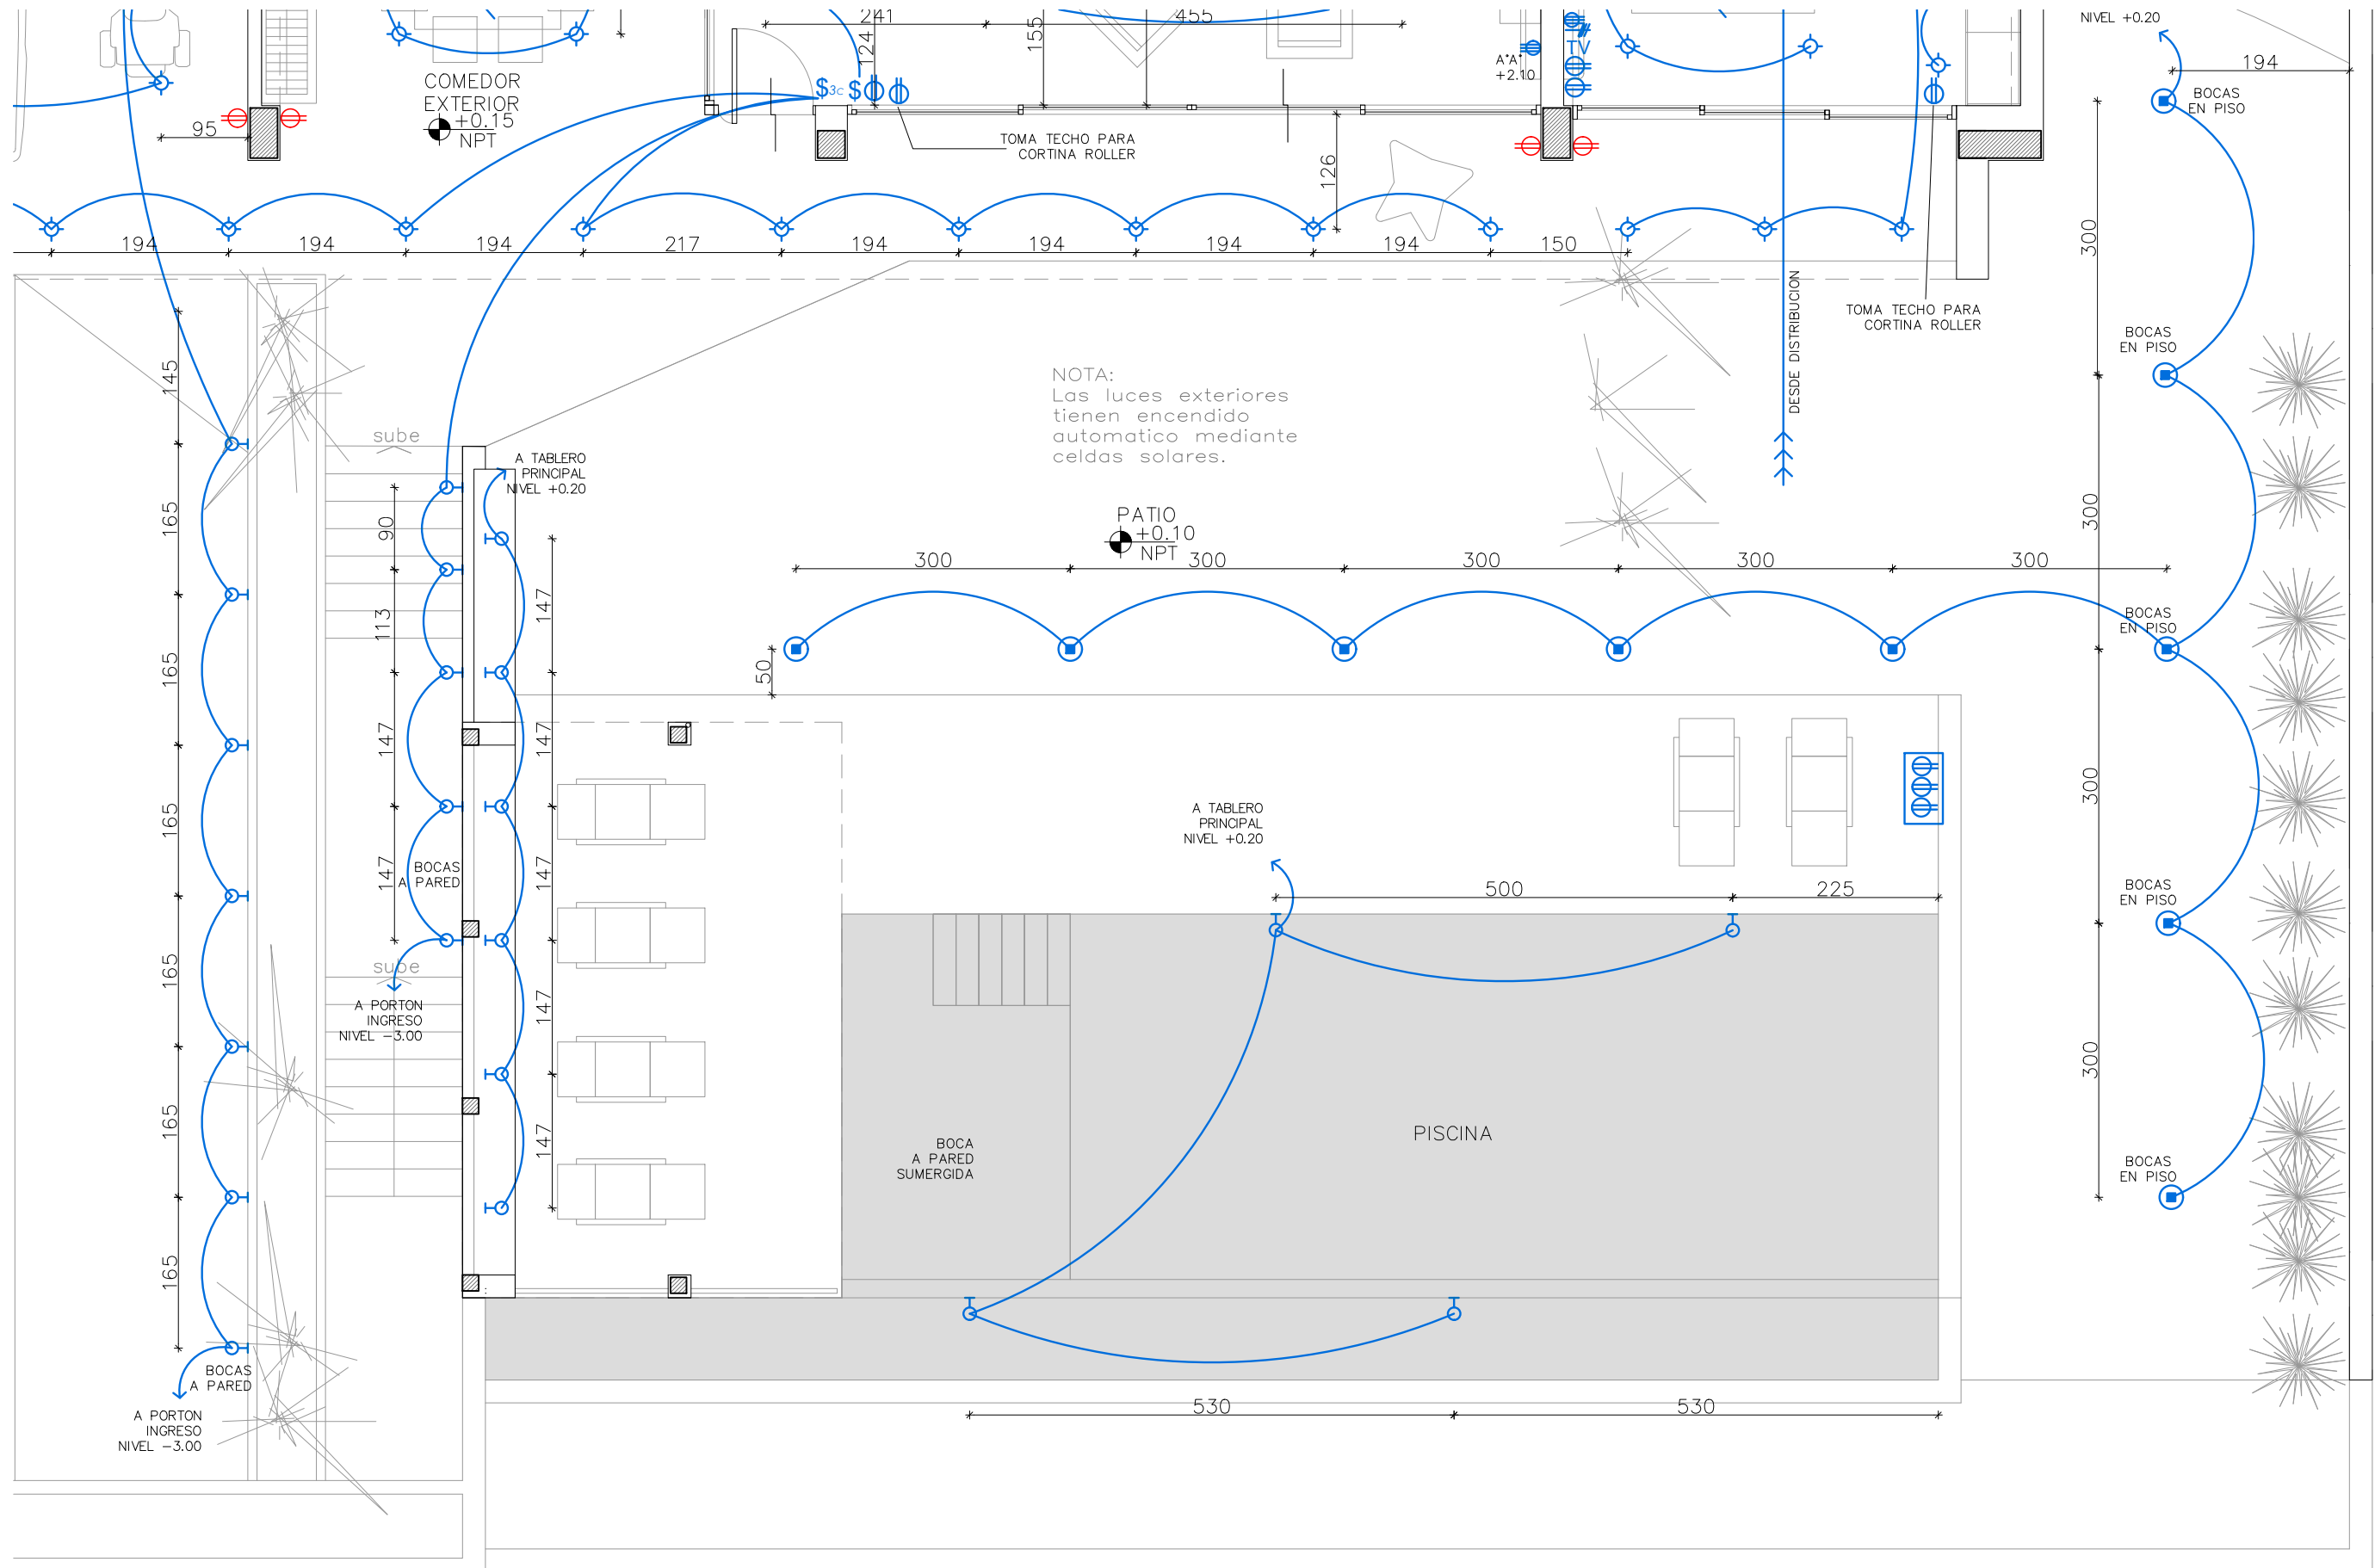 241
455
124
155
NIVEL +0.20
194
TV
A°A°
+2.10
COMEDOR
EXTERIOR
+0.15
NPT
95
$3c $
TOMA TECHO PARA
CORTINA ROLLER
126
BOCAS
EN PISO
194
194
194
217
194
194
194
194
150
300
DESDE DISTRIBUCION
TOMA TECHO PARA
CORTINA ROLLER
BOCAS
EN PISO
145
NOTA:
Las luces exteriores
tienen encendido
automatico mediante
celdas solares.
sube
A TABLERO
PRINCIPAL
NIVEL +0.20
165
90
PATIO
+0.10
NPT
300
300
300
300
300
300
147
113
BOCAS
EN PISO
165
50
147
147
165
300
A TABLERO
PRINCIPAL
NIVEL +0.20
147
147
BOCAS
A PARED
500
225
BOCAS
EN PISO
165
sube
A PORTON
INGRESO
NIVEL -3.00
147
300
165
147
BOCA
A PARED
SUMERGIDA
PISCINA
BOCAS
EN PISO
165
BOCAS
A PARED
530
530
A PORTON
INGRESO
NIVEL -3.00